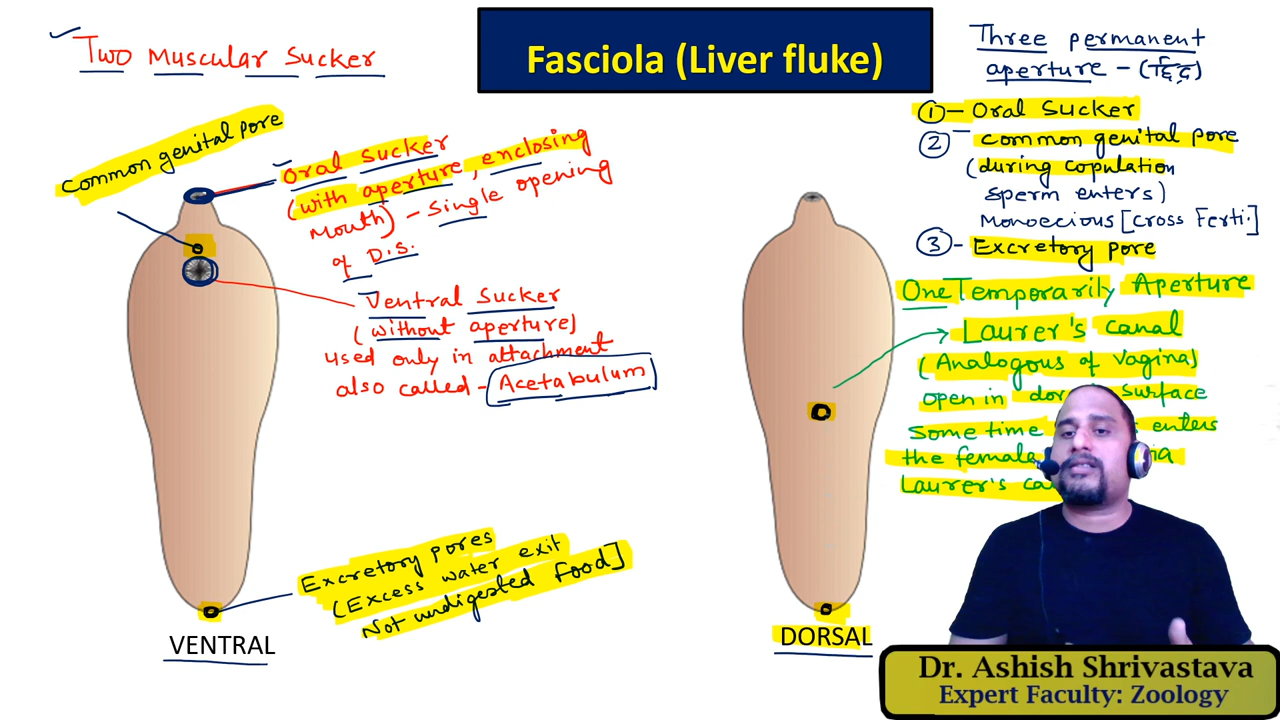 Fasciola (Liver fluke)
Two Muscular Sucker
Common genital pore
Oral sucker
(with aperture, enclosing
Mouth) - Single opening
of D.S.
Ventral Sucker
(without aperture)
used only in attachment
also called - Acetabulum
Excretory pores
(Excess water exit
Not undigested food]
VENTRAL
Three permanent
aperture - (छिद्र)
① - Oral Sucker
② - Common genital pore
(during copulation
Sperm enters)
Monoecious [Cross Ferti.]
③ - Excretory pore
One Temporarily Aperture
Laurer's canal
(Analogous of Vagina)
open in surface
Some time enters
the female
Laurer's
DORSAL
Dr. Ashish Shrivastava
Expert Faculty: Zoology